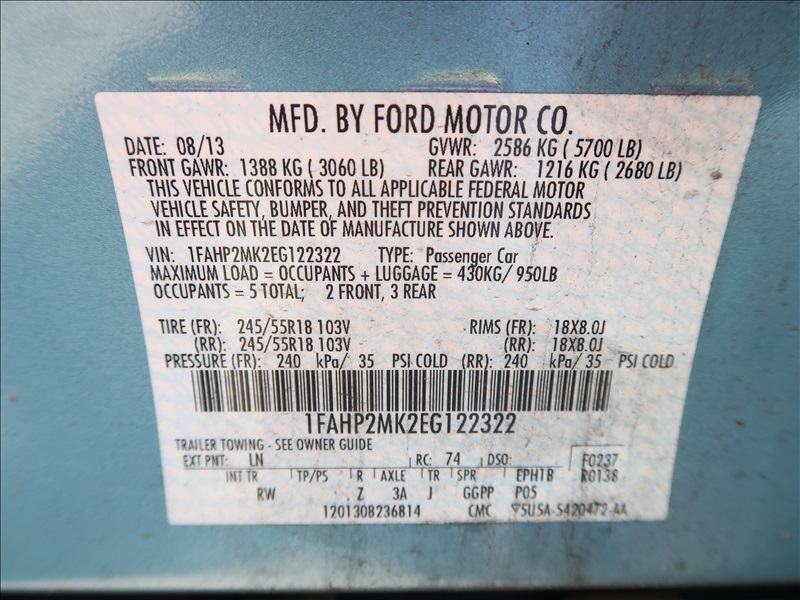 MFD. BY FORD MOTOR CO.
DATE: 08/13 GVWR: 2586 KG ( 5700 LB)
FRONT GAWR: 1388 KG ( 3060 LB) REAR GAWR: 1216 KG ( 2680 LB)
THIS VEHICLE CONFORMS TO ALL APPLICABLE FEDERAL MOTOR
VEHICLE SAFETY, BUMPER, AND THEFT PREVENTION STANDARDS
IN EFFECT ON THE DATE OF MANUFACTURE SHOWN ABOVE.
VIN: 1FAHP2MK2EG122322 TYPE: Passenger Car
MAXIMUM LOAD = OCCUPANTS + LUGGAGE = 430KG/ 950LB
OCCUPANTS = 5 TOTAL; 2 FRONT, 3 REAR
TIRE (FR): 245/55R18 103V RIMS (FR): 18X8.0J
(RR): 245/55R18 103V (RR): 18X8.0J
PRESSURE (FR): 240 kPa/ 35 PSI COLD (RR): 240 kPa/ 35 PSI COLD
1FAHP2MK2EG122322
TRAILER TOWING - SEE OWNER GUIDE
EXT PNT: LN RC: 74 DSO: F0237
INT TR TP/PS R AXLE TR SPR EPH1B R0138
RW Z 3A J GGPP P05
1201308236814 CMC 5U5A-5420472-AA